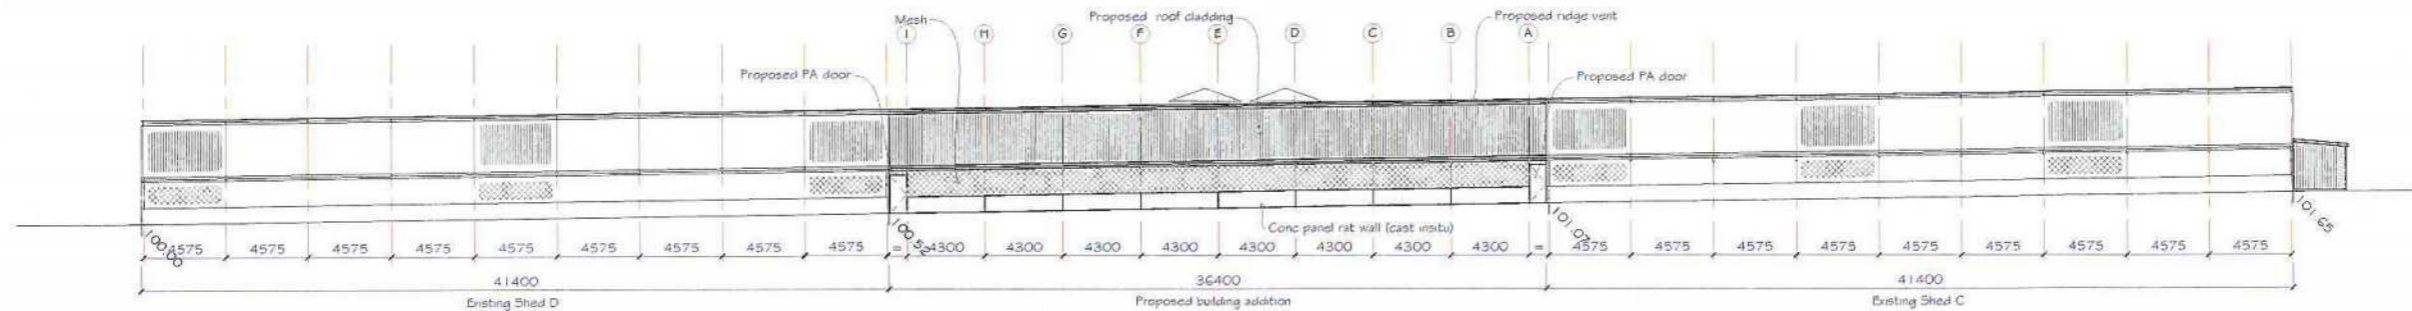 Mesh
Proposed roof cladding
Proposed ridge vent
I H G F E D C B A
Proposed PA door
Proposed PA door
Conc panel rat wall (cast insitu)
100.00 100.52 101.07 101.65
4575 4575 4575 4575 4575 4575 4575 4575 4575 = 4300 4300 4300 4300 4300 4300 4300 4300 = 4575 4575 4575 4575 4575 4575 4575 4575 4575
41400 36400 41400
Existing Shed D Proposed building addition Existing Shed C